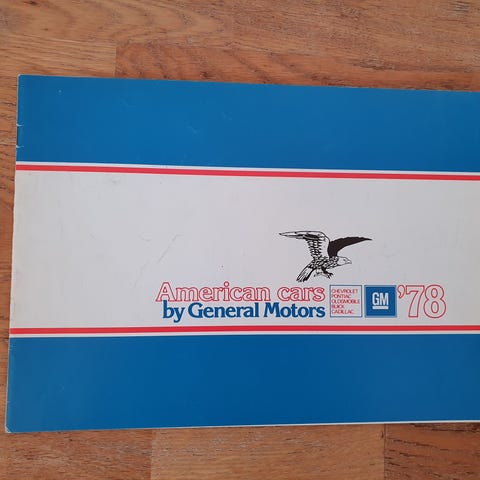 American cars
by General Motors
CHEVROLET
PONTIAC
OLDSMOBILE
BUICK
CADILLAC
GM
'78